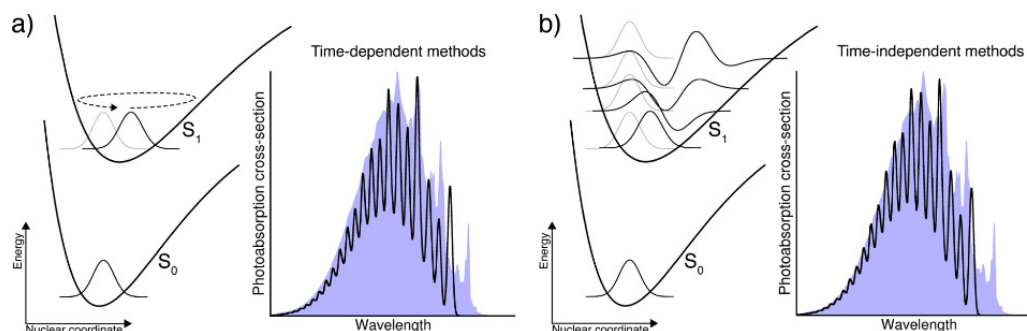 a)
Time-dependent methods
S1
S0
Energy
Nuclear coordinate
Photoabsorption cross-section
Wavelength
b)
Time-independent methods
S1
S0
Energy
Nuclear coordinate
Photoabsorption cross-section
Wavelength